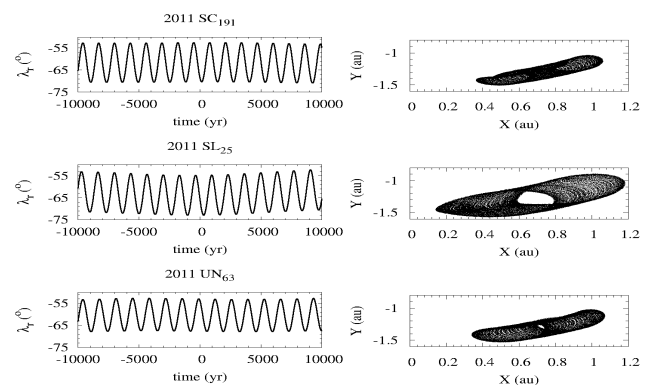 2011 SC191
λr(°)
-55
-65
-75
-10000 -5000 0 5000 10000
time (yr)
Y (au)
-1
-1.5
0 0.2 0.4 0.6 0.8 1 1.2
X (au)
2011 SL25
λr(°)
-55
-65
-75
-10000 -5000 0 5000 10000
time (yr)
Y (au)
-1
-1.5
0 0.2 0.4 0.6 0.8 1 1.2
X (au)
2011 UN63
λr(°)
-55
-65
-75
-10000 -5000 0 5000 10000
time (yr)
Y (au)
-1
-1.5
0 0.2 0.4 0.6 0.8 1 1.2
X (au)